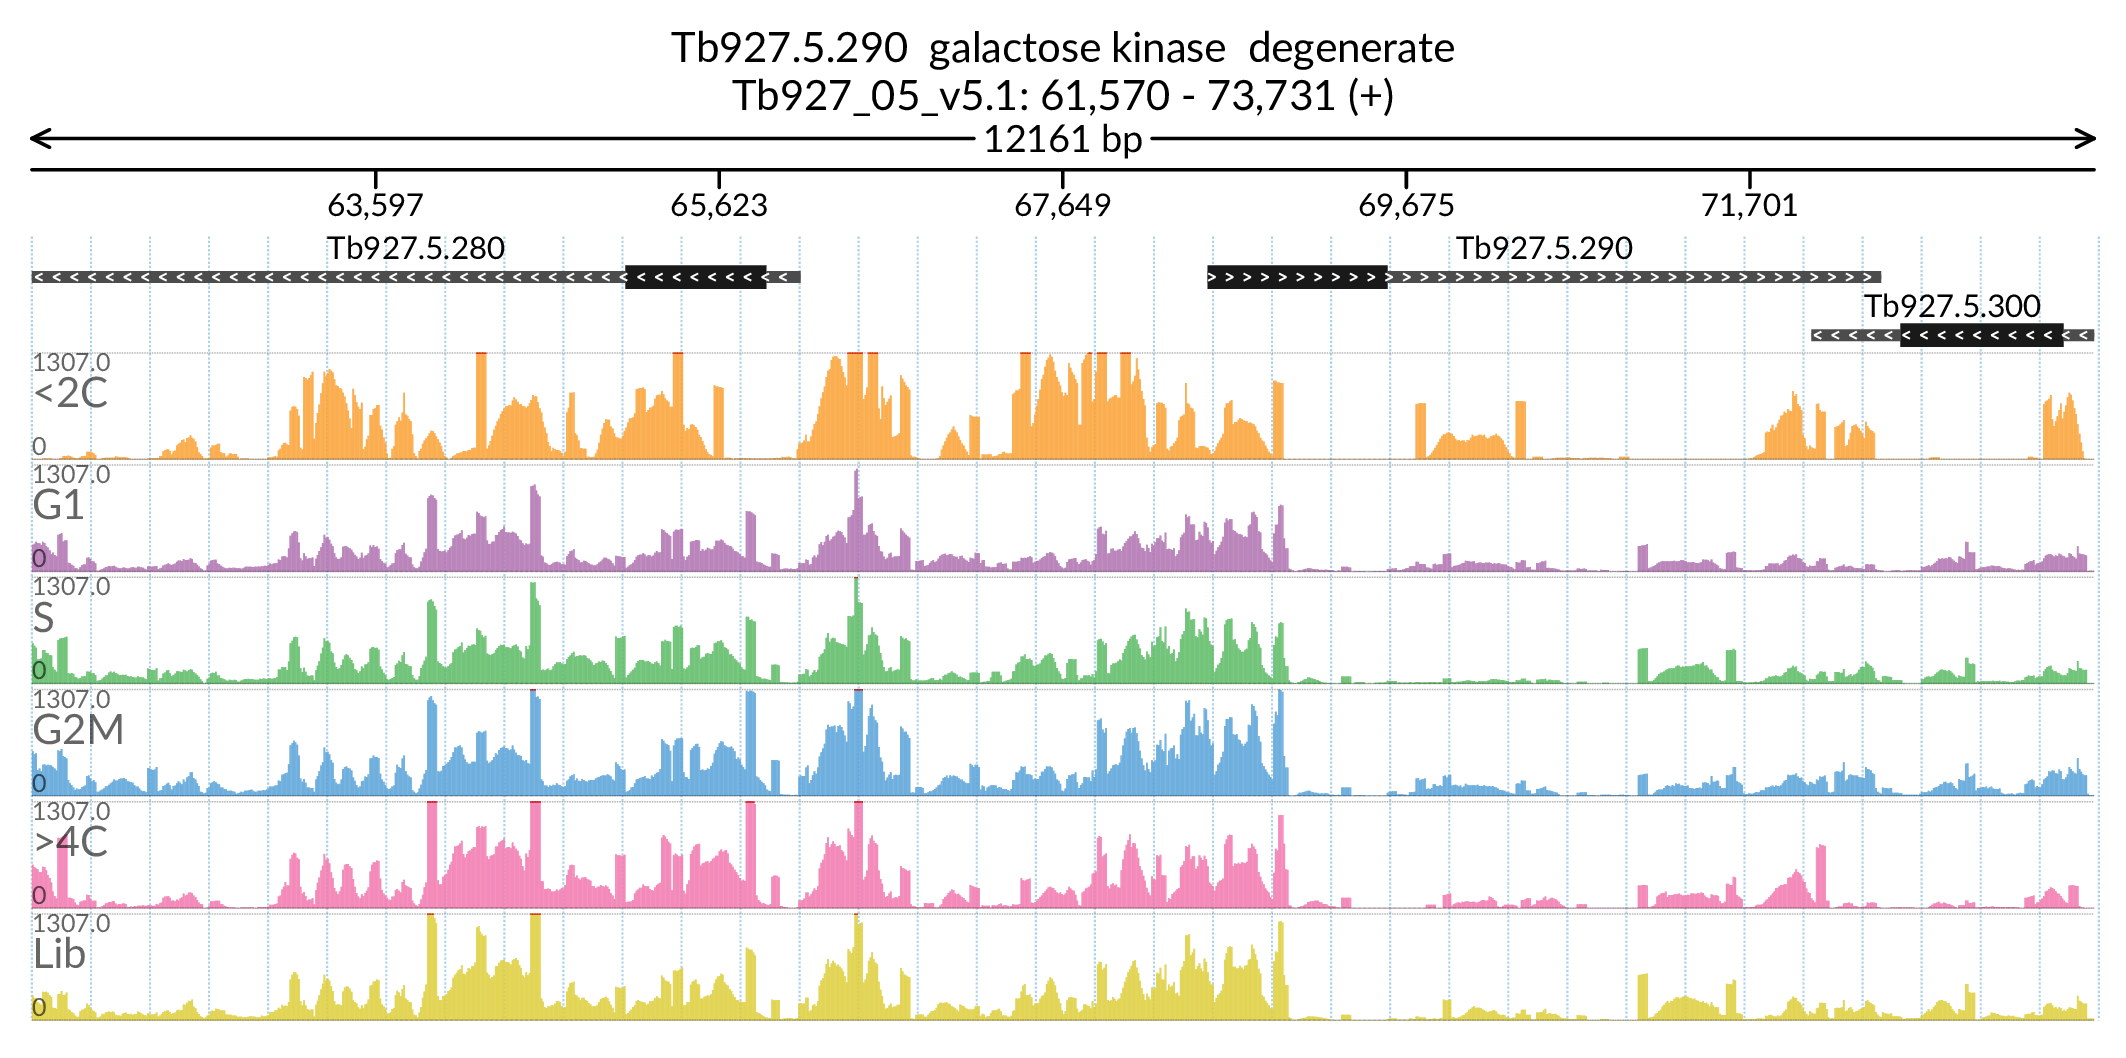 Tb927.5.290 galactose kinase degenerate
Tb927_05_v5.1: 61,570 - 73,731 (+)
12161 bp
63,597 65,623 67,649 69,675 71,701
Tb927.5.280 Tb927.5.290
Tb927.5.300
1307.0
<2C
0
1307.0
G1
0
1307.0
S
0
1307.0
G2M
0
1307.0
>4C
0
1307.0
Lib
0